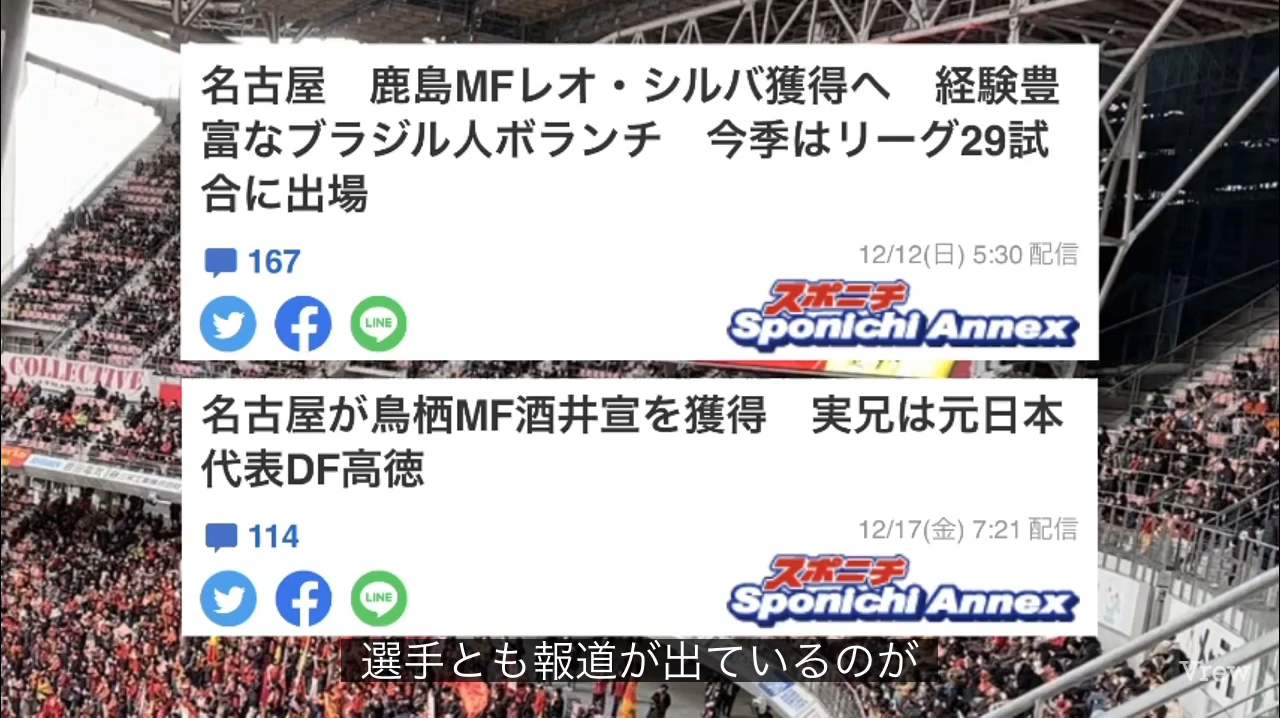 名古屋　鹿島MFレオ・シルバ獲得へ　経験豊
富なブラジル人ボランチ　今季はリーグ29試
合に出場
167
12/12(日) 5:30 配信
LINE
スポニチ
Sponichi Annex
COLLECTIVE
名古屋が鳥栖MF酒井宣を獲得　実兄は元日本
代表DF高徳
114
12/17(金) 7:21 配信
LINE
スポニチ
Sponichi Annex
選手とも報道が出ているのが
Vrew